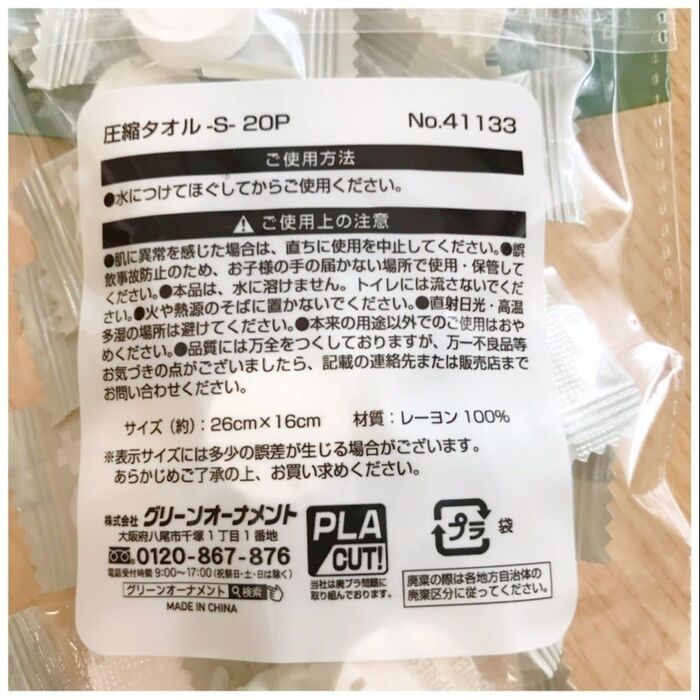 圧縮タオル -S- 20P No.41133
ご使用方法
●水につけてほぐしてからご使用ください。
ご使用上の注意
●肌に異常を感じた場合は、直ちに使用を中止してください。●誤
飲事故防止のため、お子様の手の届かない場所で使用・保管して
ください。●本品は、水に溶けません。トイレには流さないでくだ
さい。●火や熱源のそばに置かないでください。●直射日光・高温
多湿の場所は避けてください。●本来の用途以外でのご使用はおや
めください。●品質には万全をつくしておりますが、万一不良品等
お気づきの点がございましたら、記載の連絡先または販売店まで
お問い合わせください。
サイズ(約):26cm×16cm 材質:レーヨン100%
※表示サイズには多少の誤差が生じる場合がございます。
あらかじめご了承の上、お買い求めください。
株式会社 グリーンオーナメント
大阪府八尾市千塚1丁目1番地
0120-867-876
電話受付時間 9:00~17:00(祝祭日・土・日は除く)
グリーンオーナメント 検索
MADE IN CHINA
PLA
CUT!
当社は廃プラ問題に
取り組んでおります。
プラ 袋
廃棄の際は各地方自治体の
廃棄区分に従ってください。